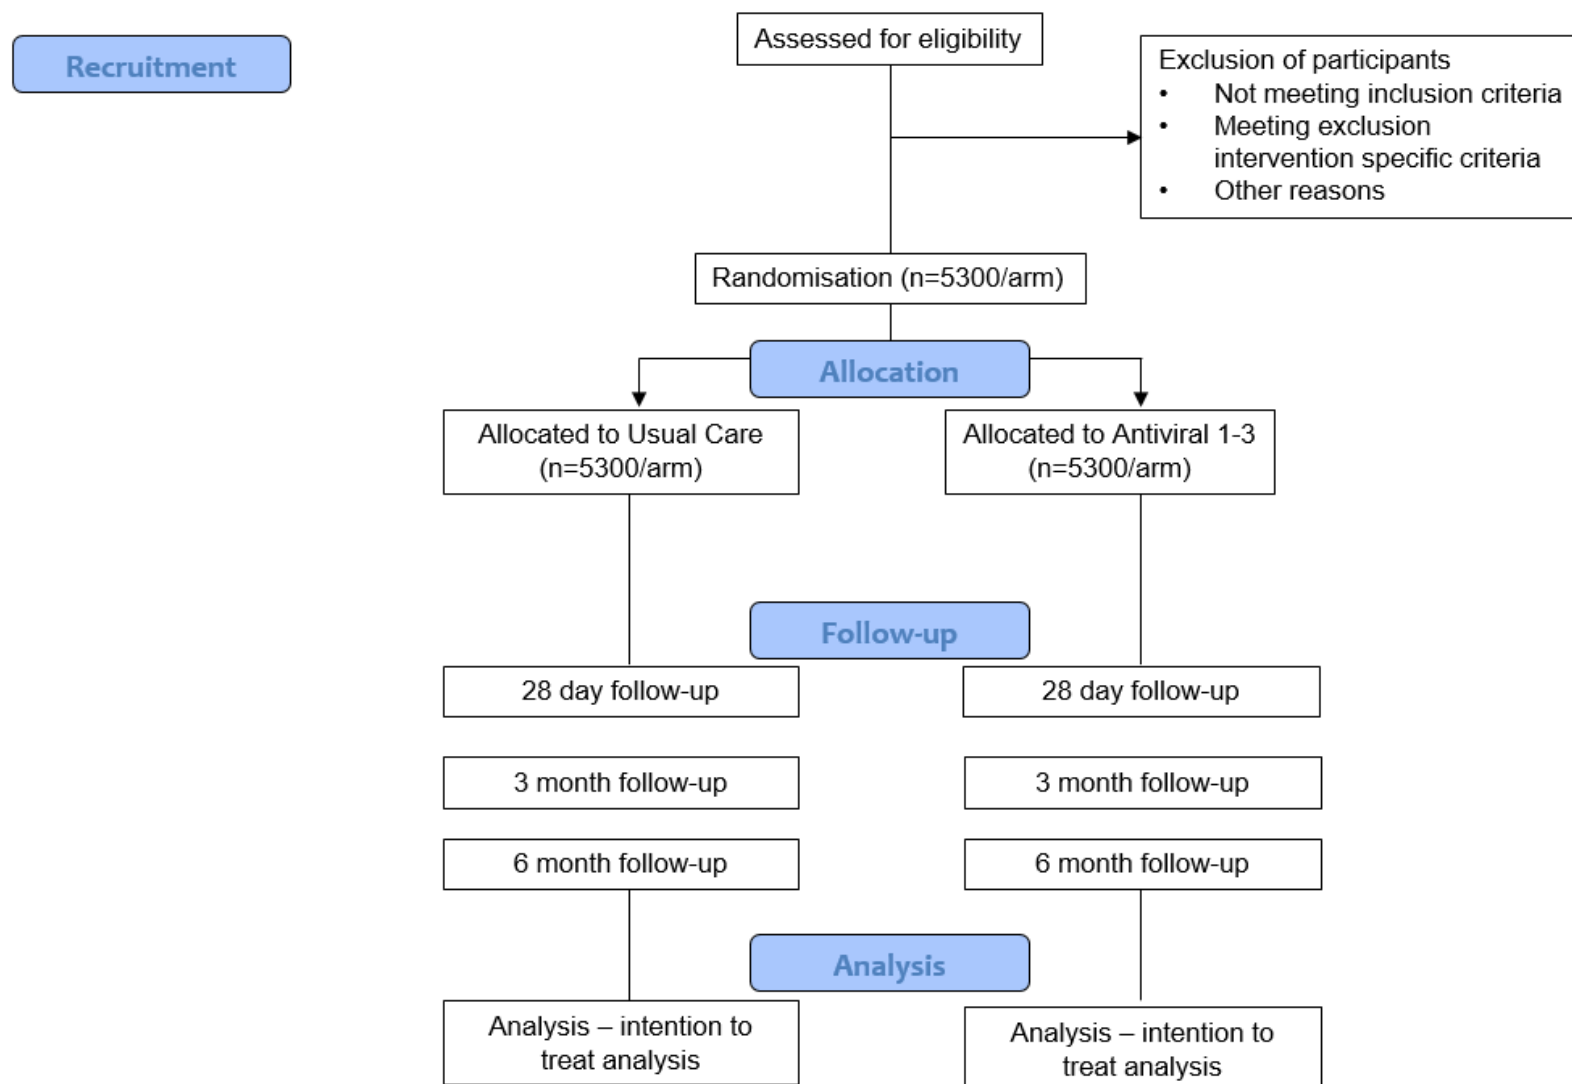 Recruitment
Assessed for eligibility
Exclusion of participants
• Not meeting inclusion criteria
• Meeting exclusion
intervention specific criteria
• Other reasons
Randomisation (n=5300/arm)
Allocation
Allocated to Usual Care
(n=5300/arm)
Allocated to Antiviral 1-3
(n=5300/arm)
Follow-up
28 day follow-up
28 day follow-up
3 month follow-up
3 month follow-up
6 month follow-up
6 month follow-up
Analysis
Analysis – intention to
treat analysis
Analysis – intention to
treat analysis